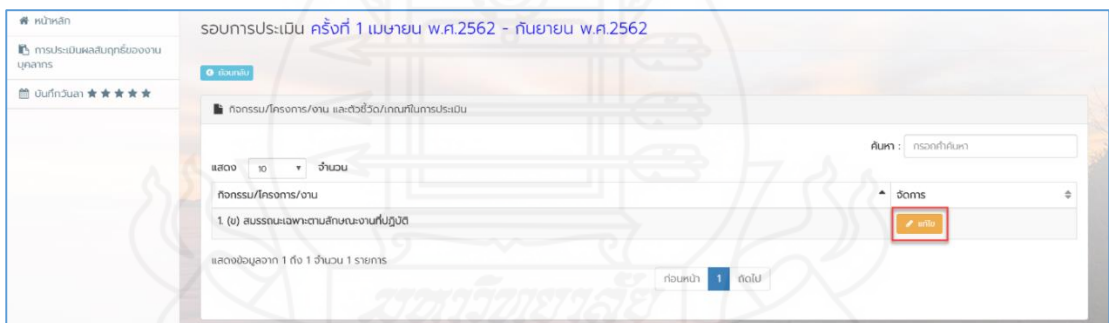 หน้าหลัก
การประเมินผลสัมฤทธิ์ของงาน
บุคลากร
บันทึกวันลา ★ ★ ★ ★ ★
รอบการประเมิน ครั้งที่ 1 เมษายน พ.ศ.2562 - กันยายน พ.ศ.2562
ย้อนกลับ
กิจกรรม/โครงการ/งาน และตัวชี้วัด/เกณฑ์ในการประเมิน
ค้นหา : กรอกคำค้นหา
แสดง 10 จำนวน
กิจกรรม/โครงการ/งาน จัดการ
1. (ข) สมรรถนะเฉพาะตามลักษณะงานที่ปฏิบัติ แก้ไข
แสดงข้อมูลจาก 1 ถึง 1 จำนวน 1 รายการ
ก่อนหน้า 1 ถัดไป